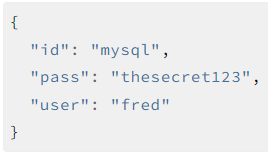 {
  "id": "mysql",
  "pass": "thesecret123",
  "user": "fred"
}